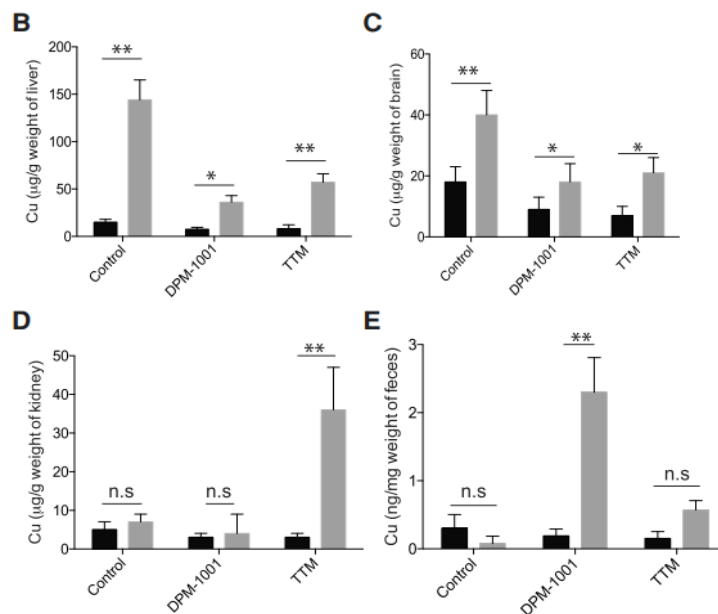 B
Cu (μg/g weight of liver)
200
150
100
50
0
**
*
**
Control
DPM-1001
TTM
C
Cu (μg/g weight of brain)
60
40
20
0
**
*
*
Control
DPM-1001
TTM
D
Cu (μg/g weight of kidney)
50
40
30
20
10
0
n.s
n.s
**
Control
DPM-1001
TTM
E
Cu (ng/mg weight of feces)
3
2
1
0
n.s
**
n.s
Control
DPM-1001
TTM